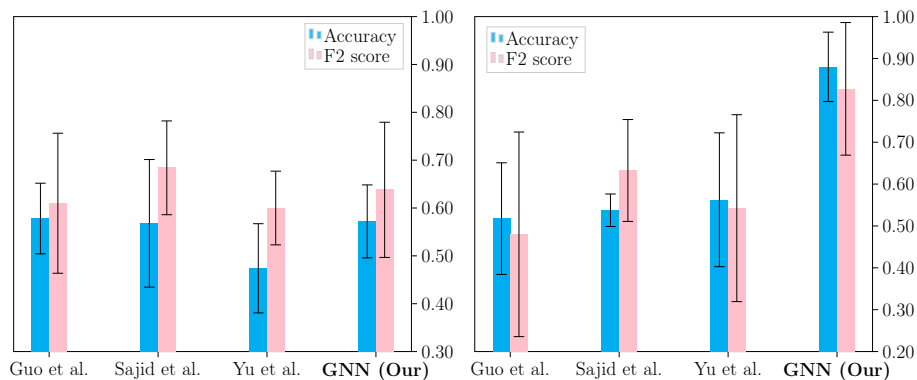 Accuracy
F2 score
1.00
0.90
0.80
0.70
0.60
0.50
0.40
0.30
Guo et al.
Sajid et al.
Yu et al.
GNN (Our)
Accuracy
F2 score
1.00
0.90
0.80
0.70
0.60
0.50
0.40
0.30
0.20
Guo et al.
Sajid et al.
Yu et al.
GNN (Our)